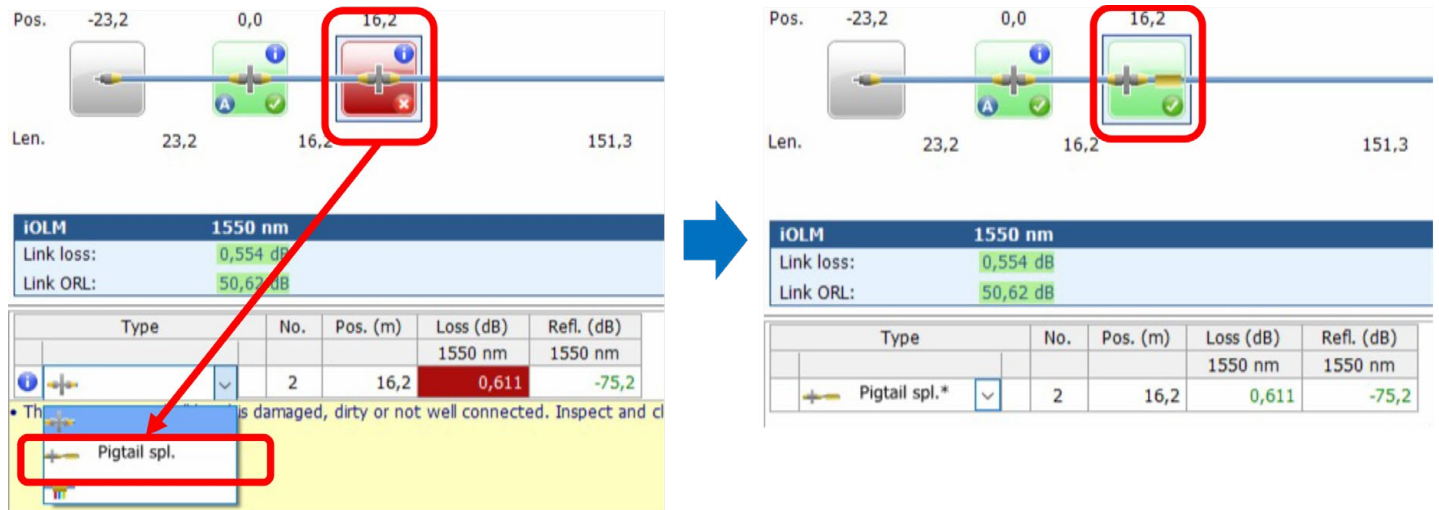 Pos. -23,2 0,0 16,2
Len. 23,2 16,2 151,3
iOLM 1550 nm
Link loss: 0,554 dB
Link ORL: 50,62 dB
Type No. Pos. (m) Loss (dB) Refl. (dB)
1550 nm 1550 nm
2 16,2 0,611 -75,2
damaged, dirty or not well connected. Inspect and cl
Pigtail spl.
Pos. -23,2 0,0 16,2
Len. 23,2 16,2 151,3
iOLM 1550 nm
Link loss: 0,554 dB
Link ORL: 50,62 dB
Type No. Pos. (m) Loss (dB) Refl. (dB)
1550 nm 1550 nm
Pigtail spl.* 2 16,2 0,611 -75,2